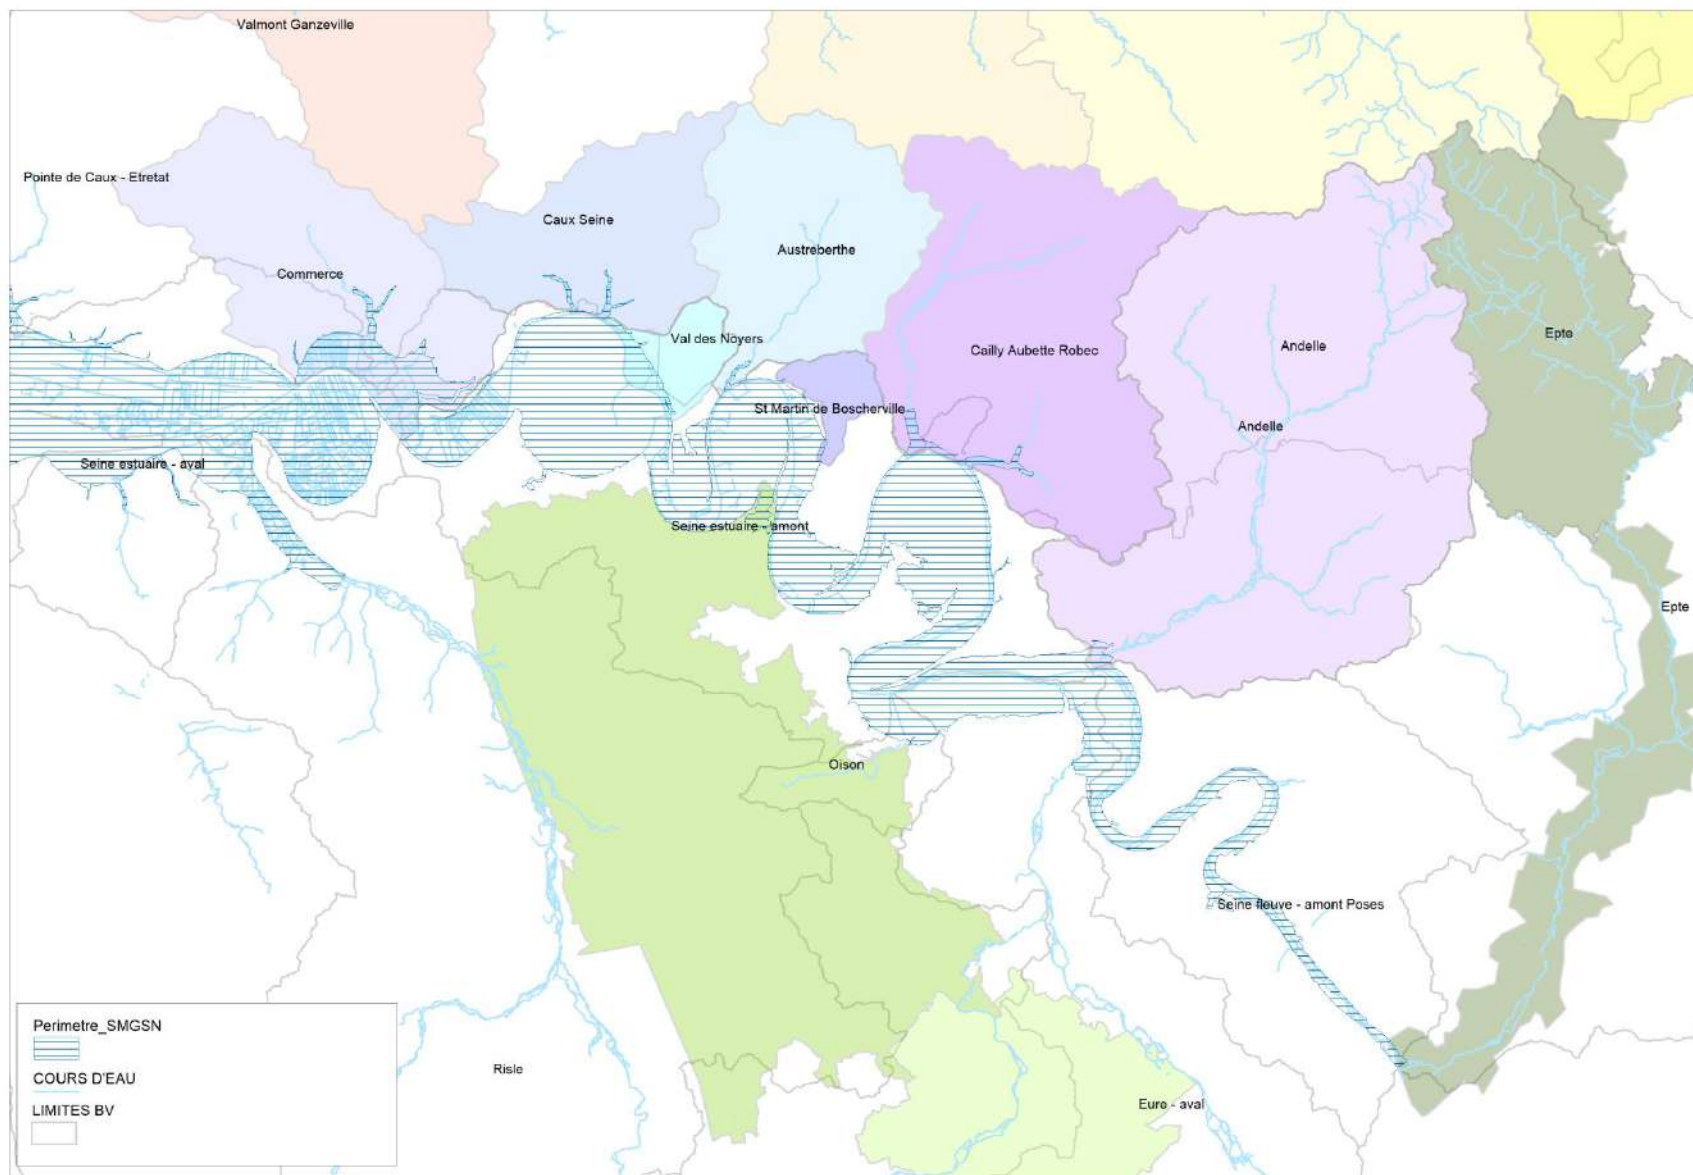 Valmont Ganzeville
Pointe de Caux - Etretat
Caux Seine
Austreberthe
Commerce
Val des Noyers
Cailly Aubette Robec
Andelle
Epte
St Martin de Boscherville
Andelle
Seine estuaire - aval
Seine estuaire - amont
Epte
Oison
Seine fleuve - amont Poses
Risle
Eure - aval
Perimetre_SMGSN
COURS D'EAU
LIMITES BV